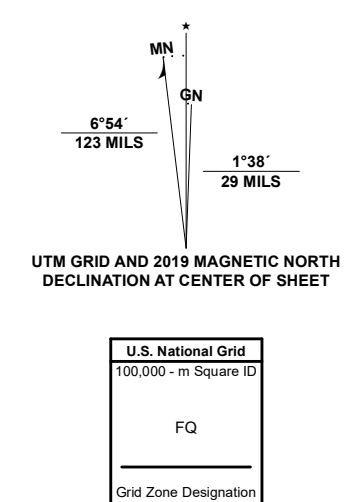 MN
GN
6°54´
123 MILS
1°38´
29 MILS
UTM GRID AND 2019 MAGNETIC NORTH
DECLINATION AT CENTER OF SHEET
U.S. National Grid
100,000 - m Square ID
FQ
Grid Zone Designation